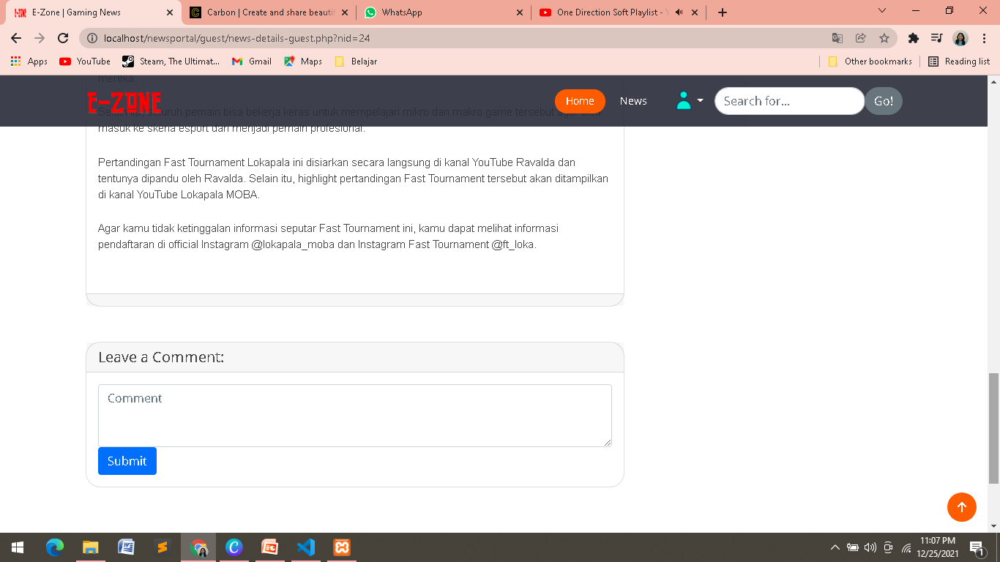 E-Zone | Gaming News
Carbon | Create and share beautif
WhatsApp
One Direction Soft Playlist - Y
localhost/newsportal/guest/news-details-guest.php?nid=24
Apps
YouTube
Steam, The Ultimat...
Gmail
Maps
Belajar
Other bookmarks
Reading list
mereka.
E-ZONE
Home
News
Search for...
Go!
Selain itu, seluruh pemain bisa bekerja keras untuk mempelajari mikro dan makro game tersebut agar bisa
masuk ke skena esport dan menjadi pemain profesional.
Pertandingan Fast Tournament Lokapala ini disiarkan secara langsung di kanal YouTube Ravalda dan
tentunya dipandu oleh Ravalda. Selain itu, highlight pertandingan Fast Tournament tersebut akan ditampilkan
di kanal YouTube Lokapala MOBA.
Agar kamu tidak ketinggalan informasi seputar Fast Tournament ini, kamu dapat melihat informasi
pendaftaran di official Instagram @lokapala_moba dan Instagram Fast Tournament @ft_loka.
Leave a Comment:
Comment
Submit
11:07 PM
12/25/2021
1